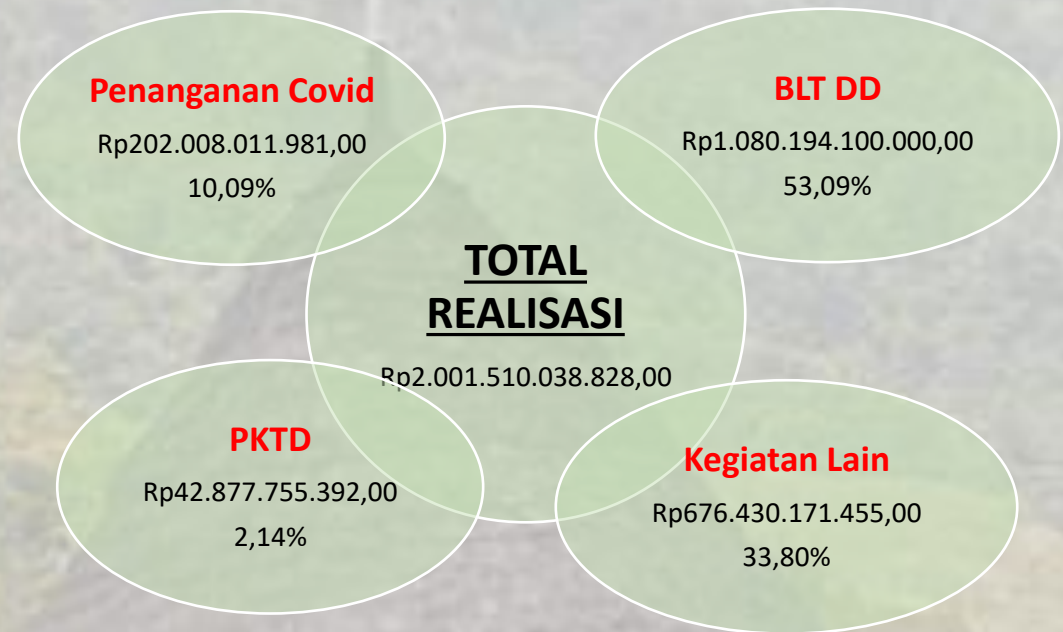 Penanganan Covid
Rp202.008.011.981,00
10,09%
BLT DD
Rp1.080.194.100.000,00
53,09%
TOTAL
REALISASI
Rp2.001.510.038.828,00
PKTD
Rp42.877.755.392,00
2,14%
Kegiatan Lain
Rp676.430.171.455,00
33,80%